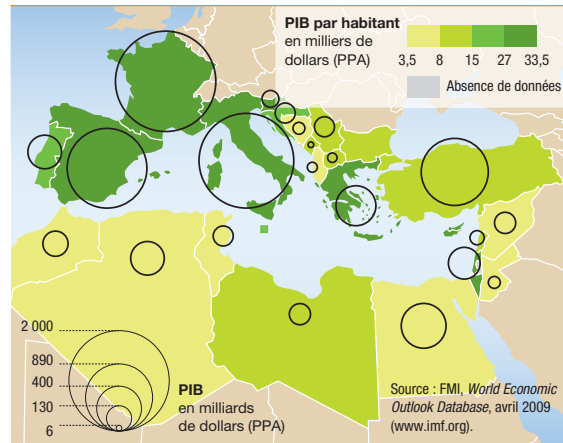 PIB par habitant
en milliers de
dollars (PPA)
3,5 8 15 27 33,5
Absence de données
2 000
890
400
130
6
PIB
en milliards
de dollars (PPA)
Source : FMI, World Economic
Outlook Database, avril 2009
(www.imf.org).